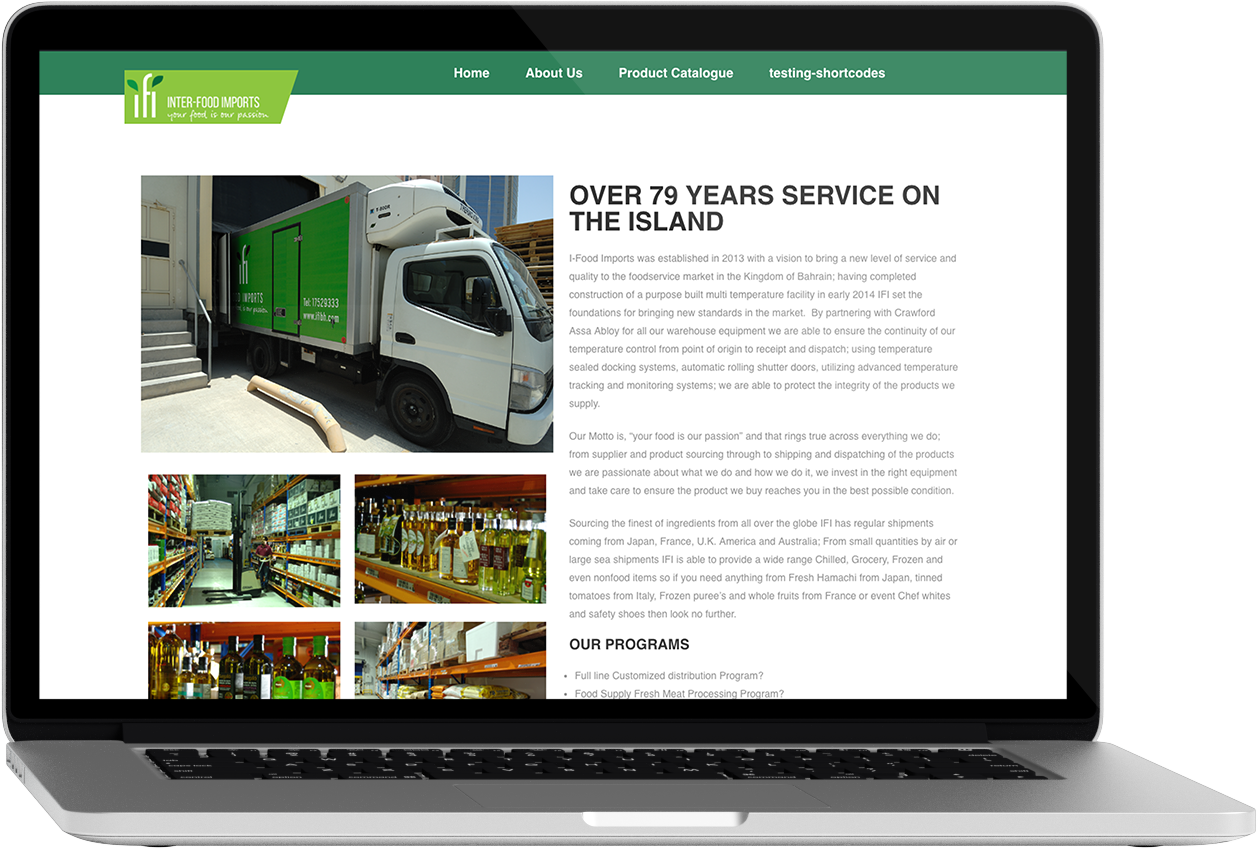 Home About Us Product Catalogue testing-shortcodes
ifi INTER-FOOD IMPORTS
your food is our passion
OVER 79 YEARS SERVICE ON
THE ISLAND
I-Food Imports was established in 2013 with a vision to bring a new level of service and
quality to the foodservice market in the Kingdom of Bahrain; having completed
construction of a purpose built multi temperature facility in early 2014 IFI set the
foundations for bringing new standards in the market.  By partnering with Crawford
Assa Abloy for all our warehouse equipment we are able to ensure the continuity of our
temperature control from point of origin to receipt and dispatch; using temperature
sealed docking systems, automatic rolling shutter doors, utilizing advanced temperature
tracking and monitoring systems; we are able to protect the integrity of the products we
supply.
Our Motto is, “your food is our passion” and that rings true across everything we do;
from supplier and product sourcing through to shipping and dispatching of the products
we are passionate about what we do and how we do it, we invest in the right equipment
and take care to ensure the product we buy reaches you in the best possible condition.
Sourcing the finest of ingredients from all over the globe IFI has regular shipments
coming from Japan, France, U.K. America and Australia; From small quantities by air or
large sea shipments IFI is able to provide a wide range Chilled, Grocery, Frozen and
even nonfood items so if you need anything from Fresh Hamachi from Japan, tinned
tomatoes from Italy, Frozen puree’s and whole fruits from France or event Chef whites
and safety shoes then look no further.
OUR PROGRAMS
Full line Customized distribution Program?
Food Supply Fresh Meat Processing Program?
ifi
IMPORTS
Tel: 17529333
www.ifibh.com
control option command command option